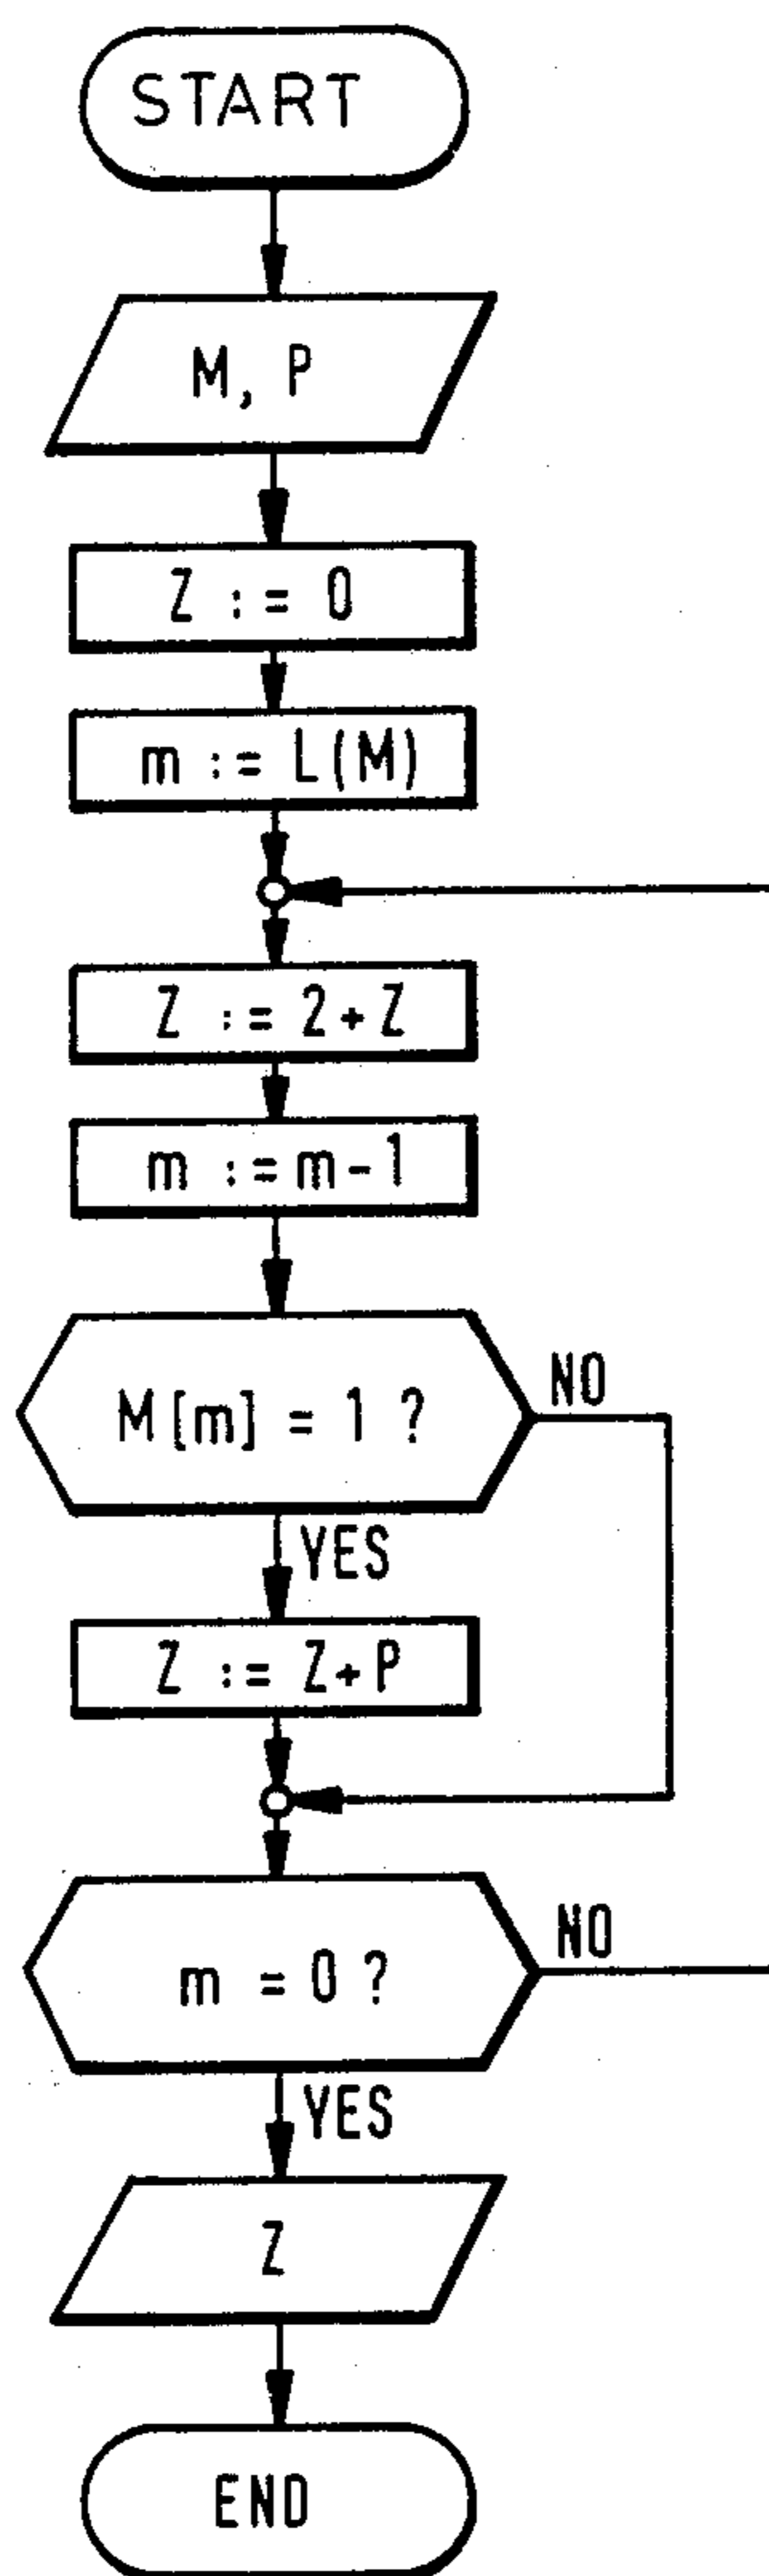 START
M, P
Z := 0
m := L(M)
Z := 2+Z
m := m-1
M[m] = 1 ?
NO
YES
Z := Z+P
m = 0 ?
NO
YES
Z
END